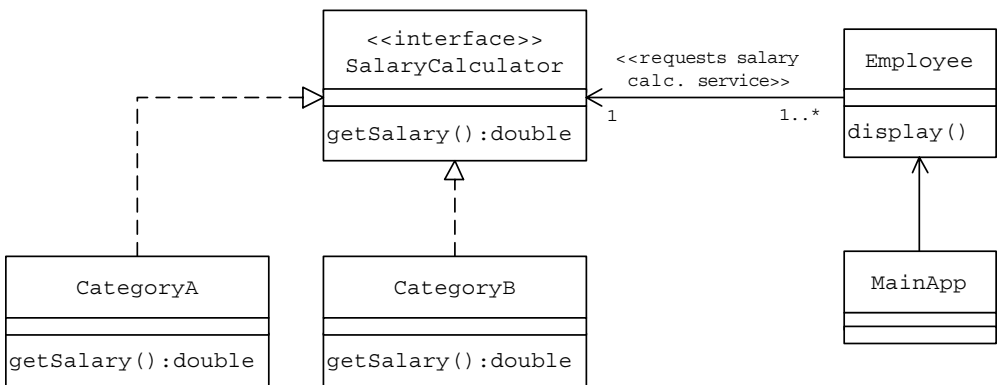 <<interface>>
SalaryCalculator
getSalary():double
<<requests salary
calc. service>>
1
1..*
Employee
display()
CategoryA
getSalary():double
CategoryB
getSalary():double
MainApp